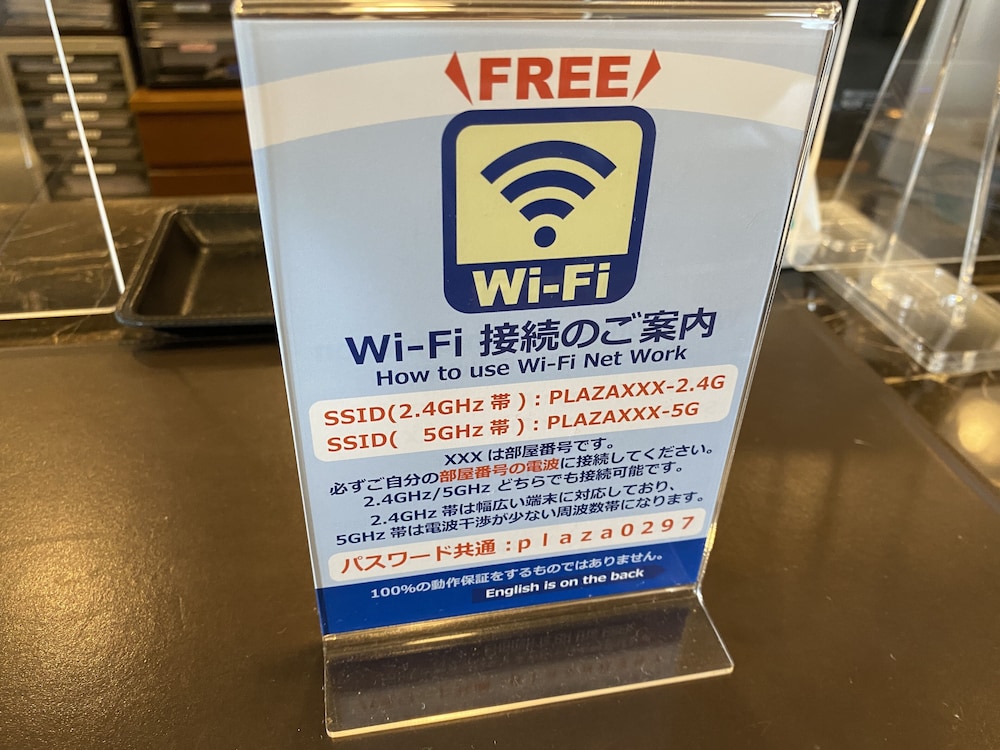 FREE
Wi-Fi
Wi-Fi 接続のご案内
How to use Wi-Fi Net Work
SSID(2.4GHz 帯 ) : PLAZAXXX-2.4G
SSID( 5GHz 帯 ) : PLAZAXXX-5G
XXX は部屋番号です。
必ずご自分の部屋番号の電波に接続してください。
2.4GHz/5GHz どちらでも接続可能です。
2.4GHz 帯は幅広い端末に対応しており、
5GHz 帯は電波干渉が少ない周波数帯になります。
パスワード共通 : plaza0297
100%の動作保証をするものではありません。
English is on the back